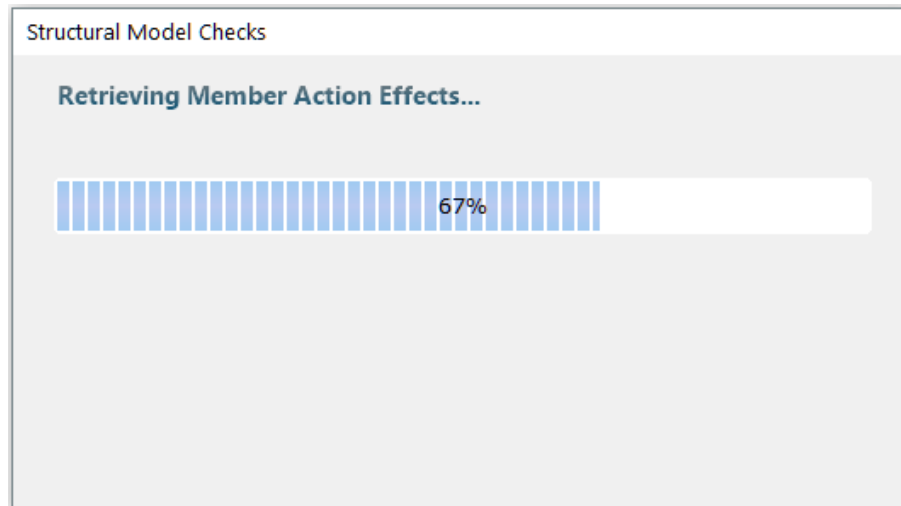 Structural Model Checks
Retrieving Member Action Effects...
67%